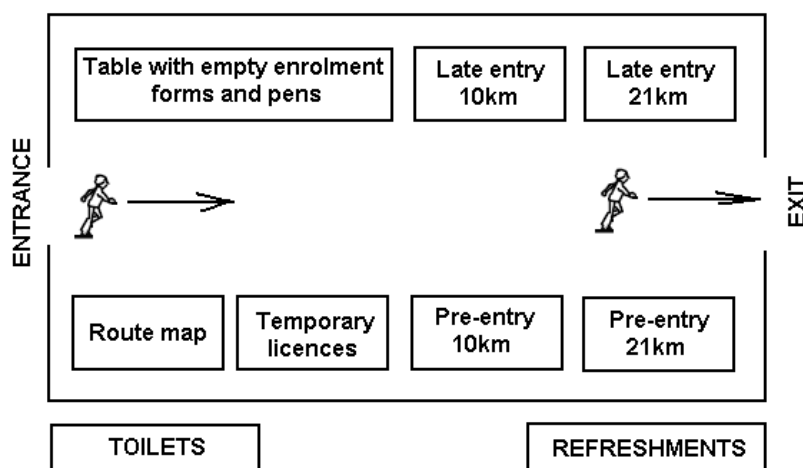 Table with empty enrolment
forms and pens
Late entry
10km
Late entry
21km
ENTRANCE
EXIT
Route map
Temporary
licences
Pre-entry
10km
Pre-entry
21km
TOILETS
REFRESHMENTS